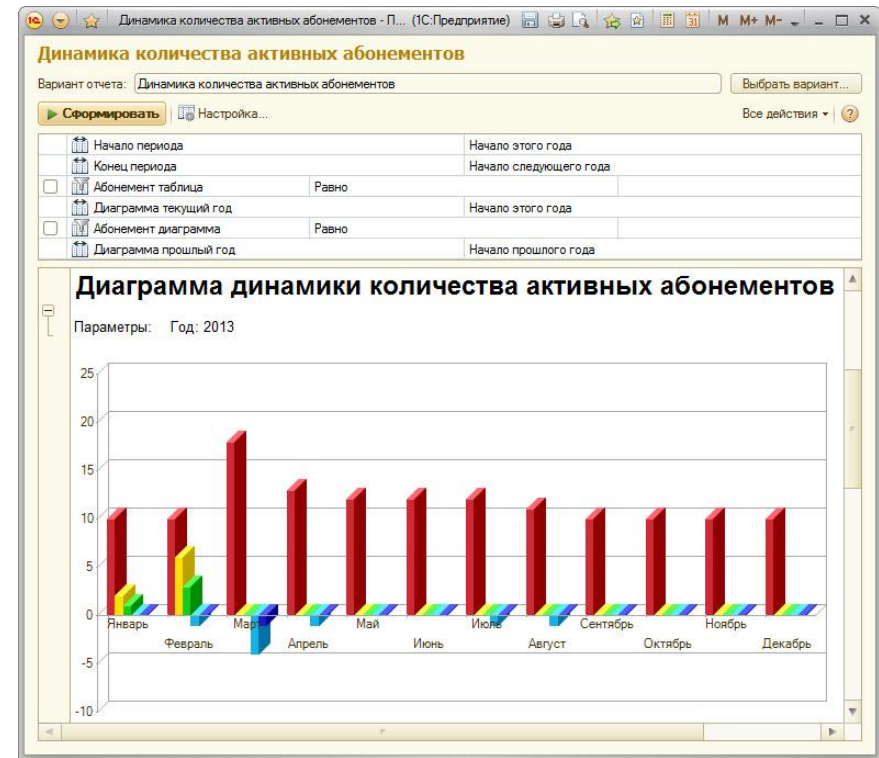 Динамика количества активных абонементов - П... (1С:Предприятие) 31 M M+ M-
Динамика количества активных абонементов
Вариант отчета: Динамика количества активных абонементов Выбрать вариант...
Сформировать Настройка... Все действия ?
Начало периода Начало этого года
Конец периода Начало следующего года
Абонемент таблица Равно
Диаграмма текущий год Начало этого года
Абонемент диаграмма Равно
Диаграмма прошлый год Начало прошлого года
Диаграмма динамики количества активных абонементов
Параметры: Год: 2013
25
20
15
10
5
0
Январь Март Май Июль Сентябрь Ноябрь
Февраль Апрель Июнь Август Октябрь Декабрь
-5
-10